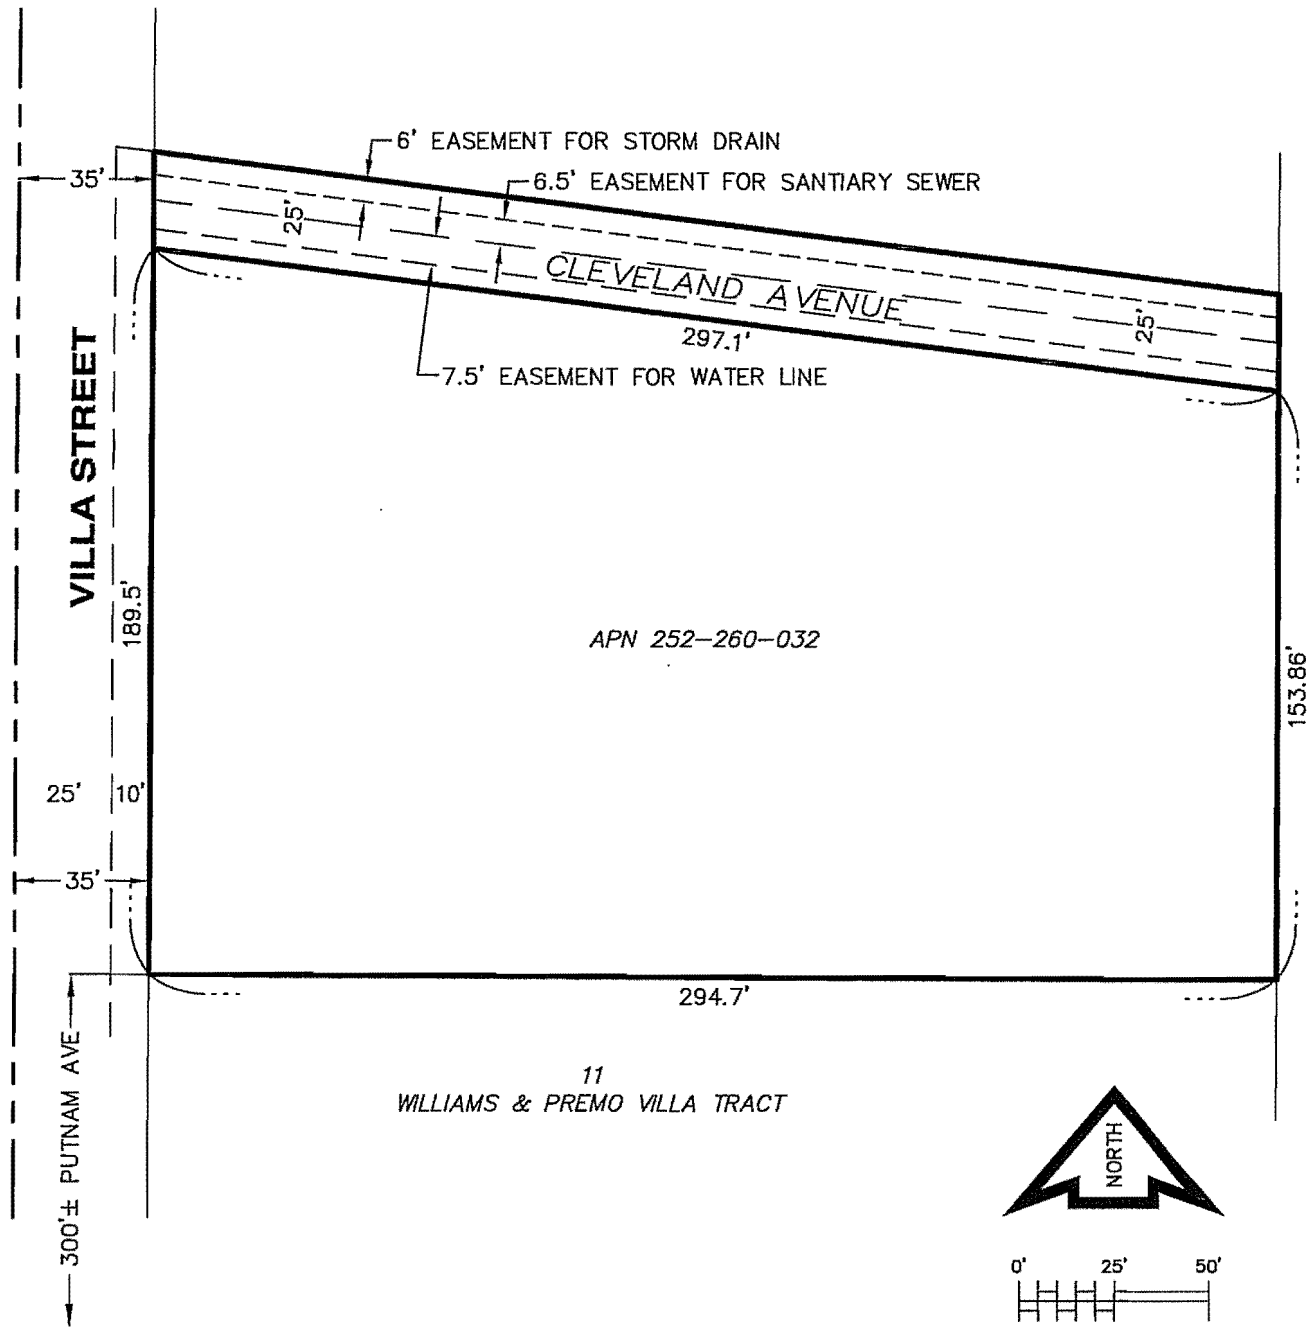 6' EASEMENT FOR STORM DRAIN
35'
6.5' EASEMENT FOR SANTIARY SEWER
25'
CLEVELAND AVENUE
25'
297.1'
7.5' EASEMENT FOR WATER LINE
VILLA STREET
189.5'
APN 252-260-032
153.86'
25'
10'
35'
294.7'
300'± PUTNAM AVE
11
WILLIAMS & PREMO VILLA TRACT
NORTH
0' 25' 50'